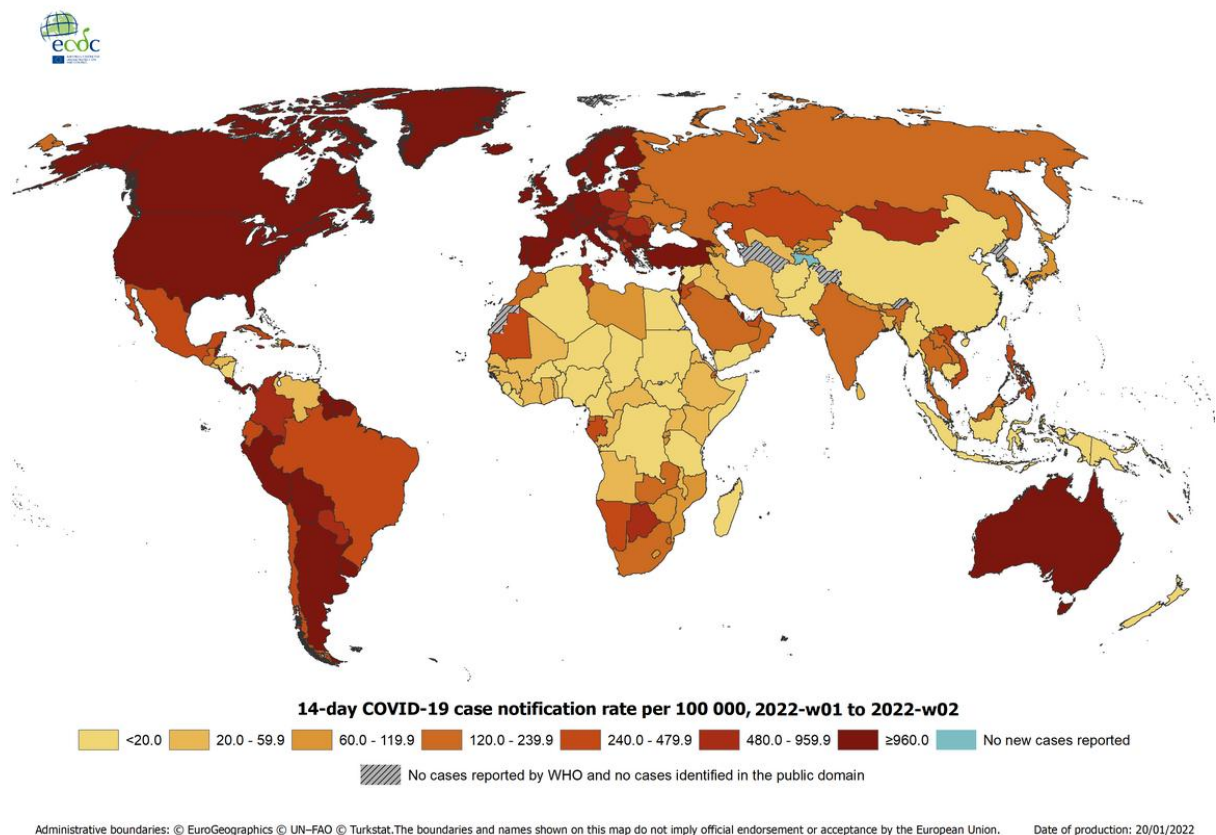 ecdc
14-day COVID-19 case notification rate per 100 000, 2022-w01 to 2022-w02
<20.0 20.0 - 59.9 60.0 - 119.9 120.0 - 239.9 240.0 - 479.9 480.0 - 959.9 ≥960.0 No new cases reported
No cases reported by WHO and no cases identified in the public domain
Administrative boundaries: © EuroGeographics © UN–FAO © Turkstat.The boundaries and names shown on this map do not imply official endorsement or acceptance by the European Union. Date of production: 20/01/2022